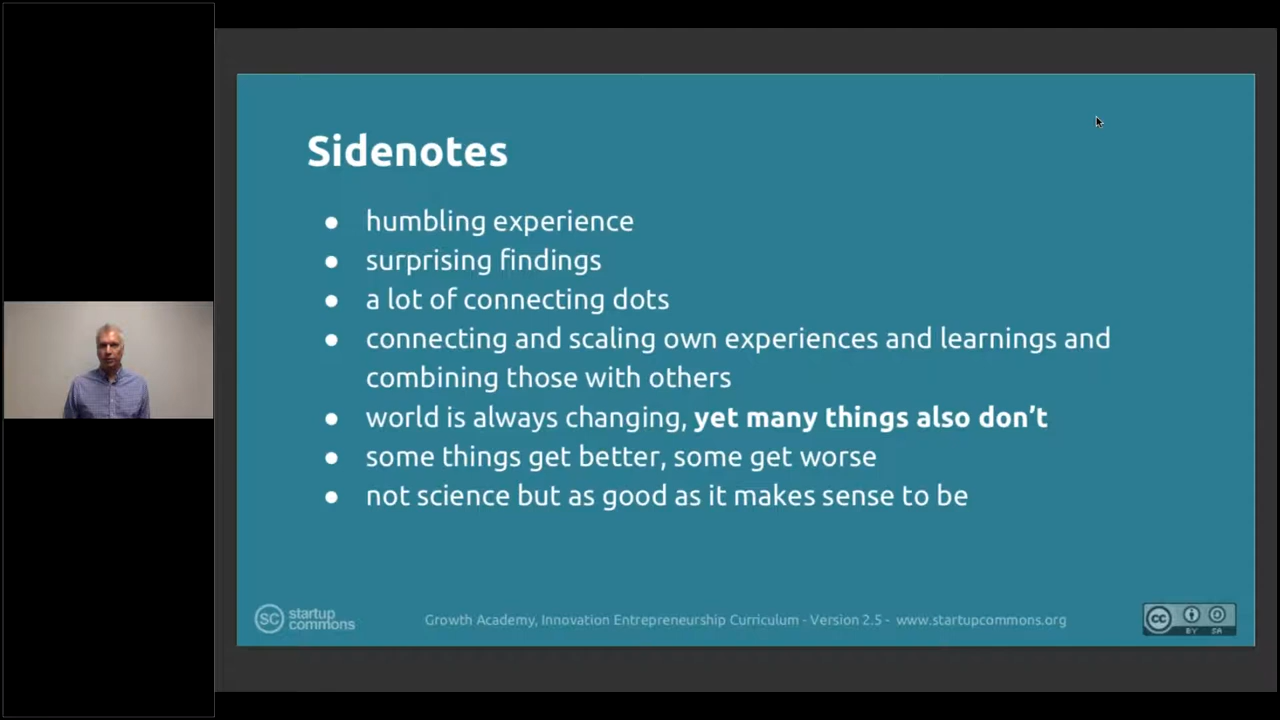 Sidenotes
● humbling experience
● surprising findings
● a lot of connecting dots
● connecting and scaling own experiences and learnings and
combining those with others
● world is always changing, yet many things also don’t
● some things get better, some get worse
● not science but as good as it makes sense to be
SC startup
commons
Growth Academy, Innovation Entrepreneurship Curriculum - Version 2.5 - www.startupcommons.org
cc
BY SA